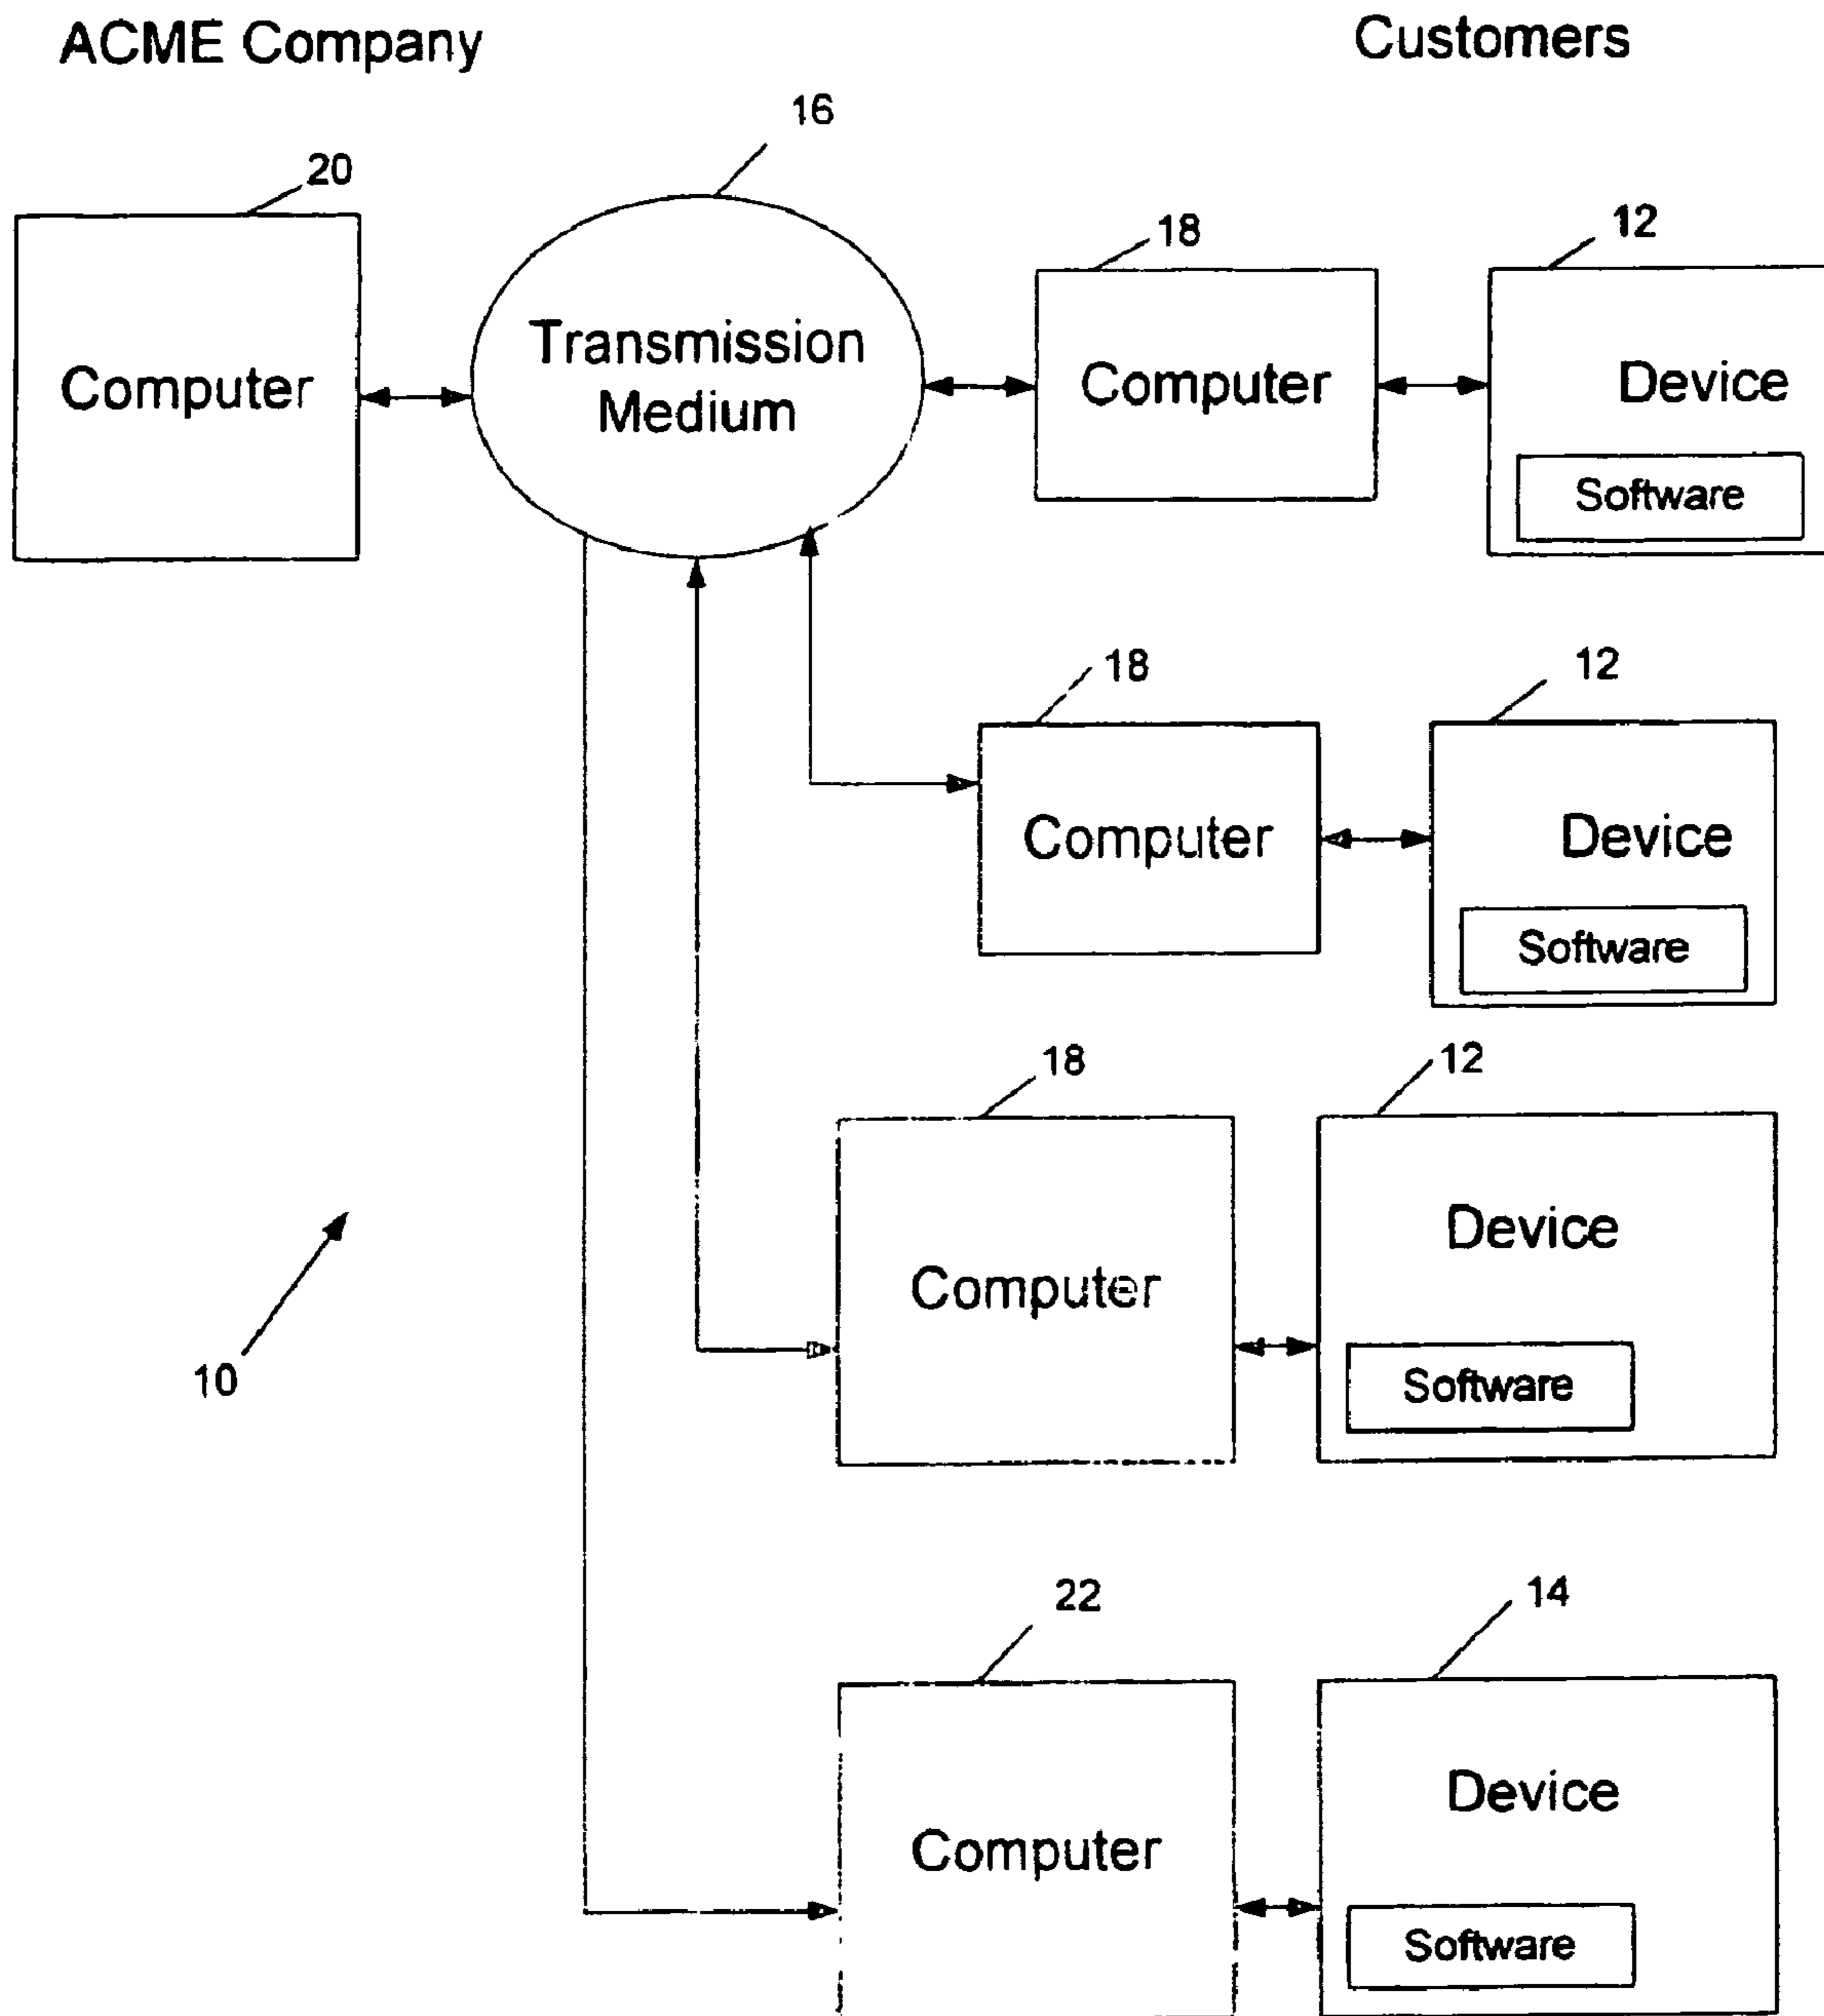 ACME Company
Customers
16
20
18
12
Transmission
Medium
Computer
Computer
Device
Software
18
12
Computer
Device
Software
18
12
Computer
Device
Software
10
22
14
Computer
Device
Software